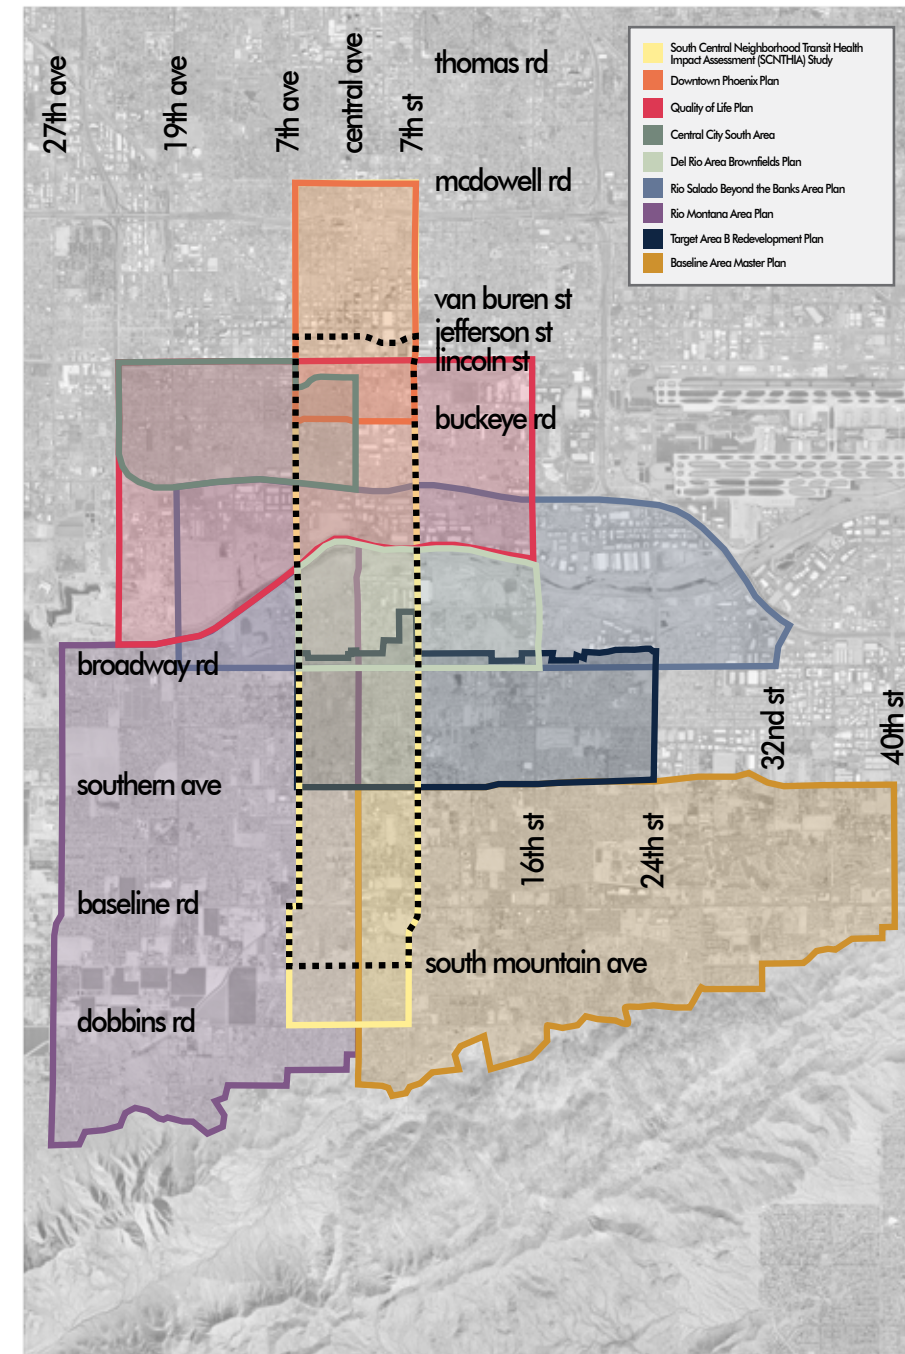 27th ave
19th ave
7th ave
central ave
7th st
thomas rd
South Central Neighborhood Transit Health
Impact Assessment (SCNTHIA) Study
Downtown Phoenix Plan
Quality of Life Plan
Central City South Area
Del Rio Area Brownfields Plan
Rio Salado Beyond the Banks Area Plan
Rio Montana Area Plan
Target Area B Redevelopment Plan
Baseline Area Master Plan
mcdowell rd
van buren st
jefferson st
lincoln st
buckeye rd
broadway rd
32nd st
40th st
southern ave
16th st
24th st
baseline rd
south mountain ave
dobbins rd